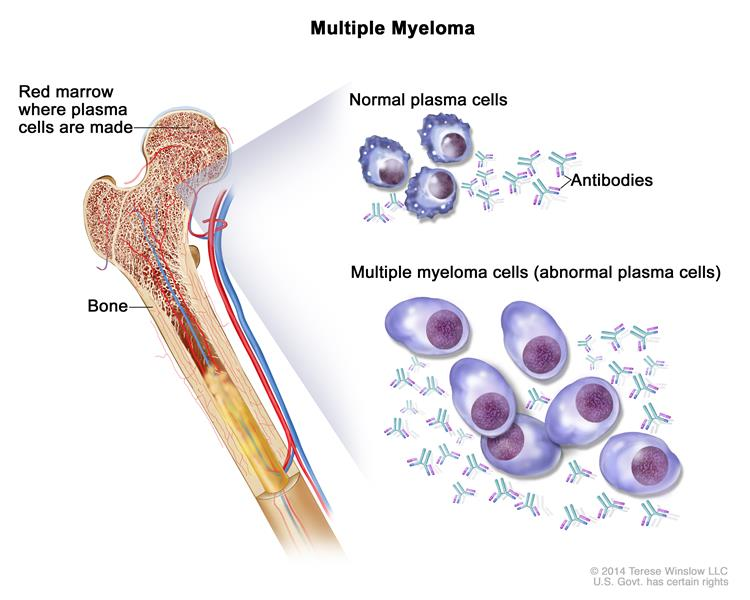 Multiple Myeloma
Red marrow
where plasma
cells are made
Normal plasma cells
Antibodies
Multiple myeloma cells (abnormal plasma cells)
Bone
© 2014 Terese Winslow LLC
U.S. Govt. has certain rights